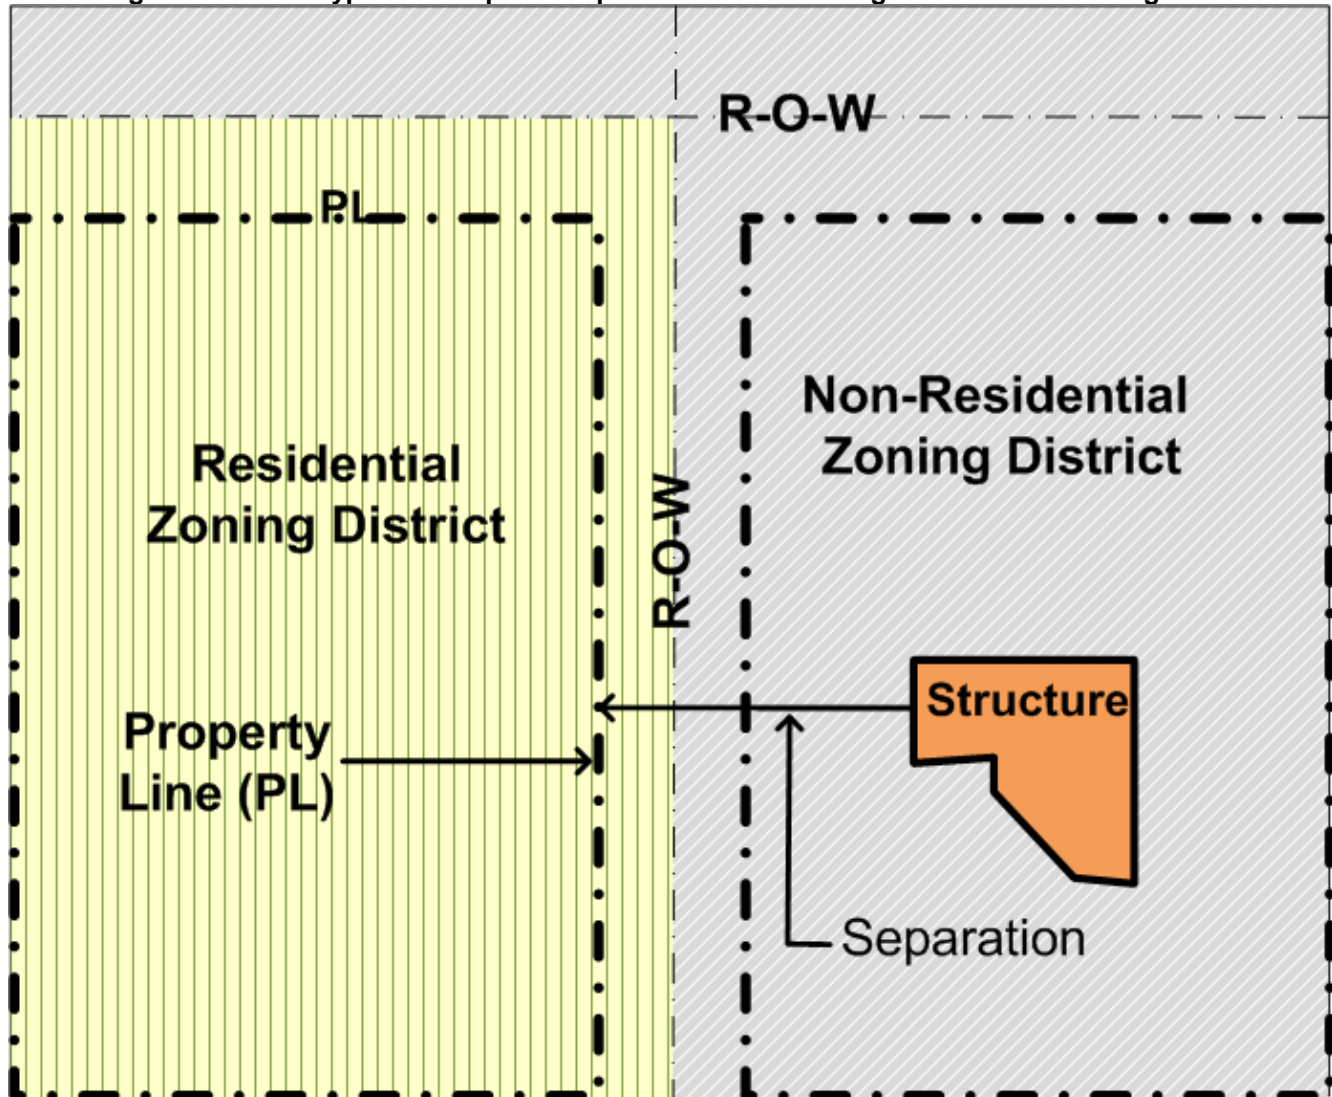 R-O-W
PL
Non-Residential
Zoning District
Residential
Zoning District
R-O-W
Structure
Property
Line (PL)
Separation